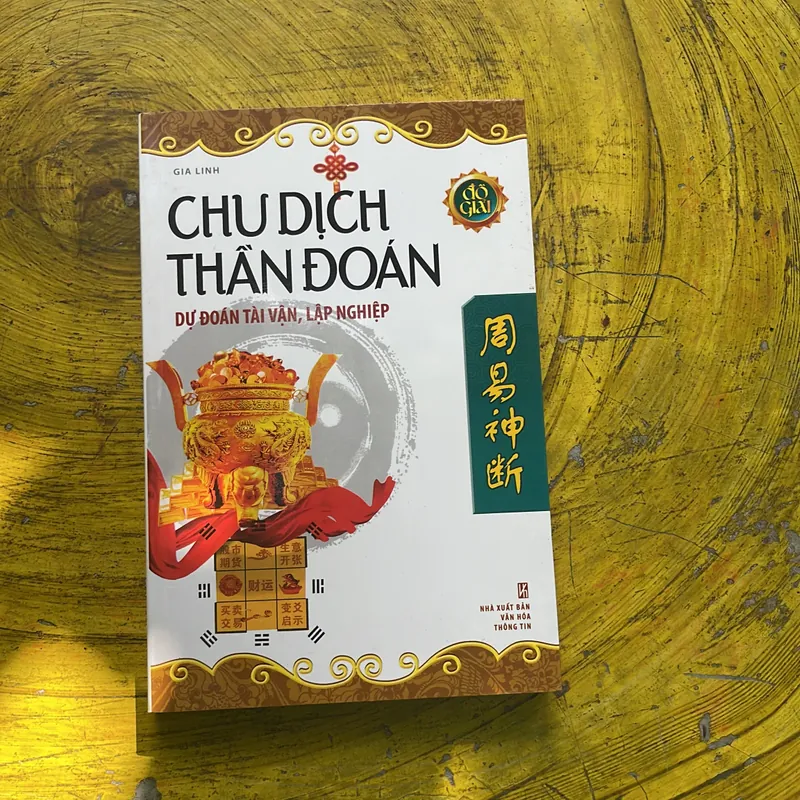 GIA LINH
CHU DỊCH
THẦN ĐOÁN
DỰ ĐOÁN TÀI VẬN, LẬP NGHIỆP
ĐỒ
GIẢI
周易神断
股市
期货
生意
开张
财运
买卖
交易
变爻
启示
NHÀ XUẤT BẢN
VĂN HÓA
THÔNG TIN